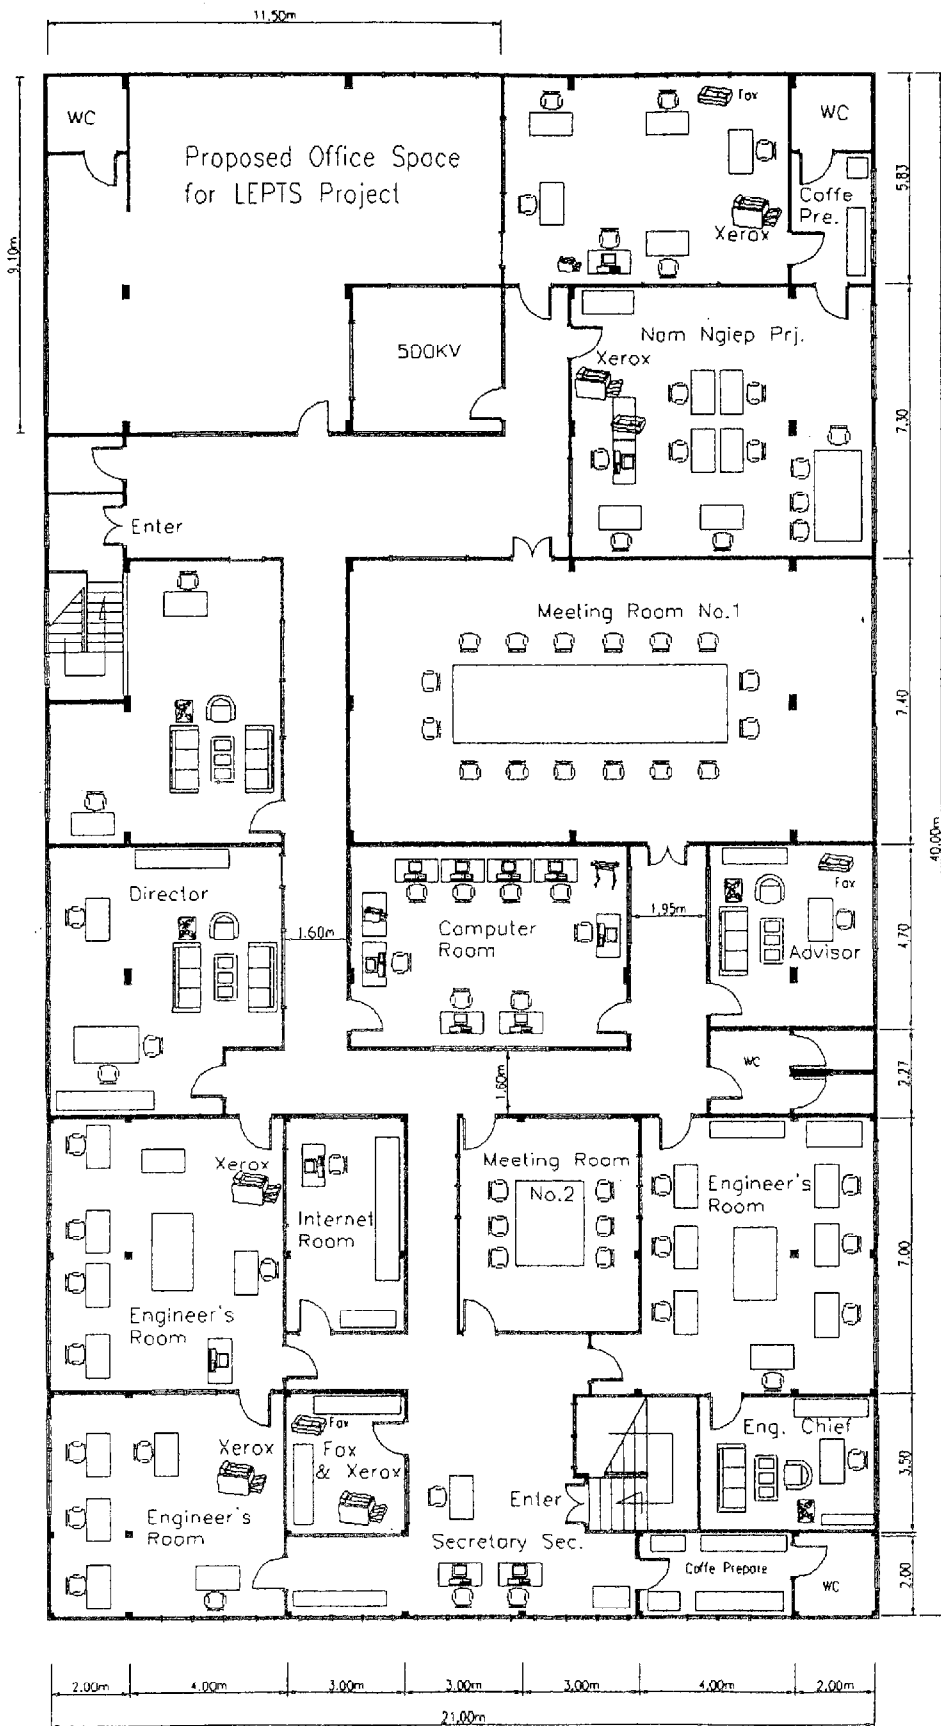 11.50m
WC
Proposed Office Space
for LEPTS Project
9.10m
Fax
Xerox
WC
Coffe
Pre.
5.83
500KV
Nam Ngiep Prj.
Xerox
7.30
Enter
Meeting Room No.1
7.40
40.00m
Director
1.60m
Computer
Room
1.95m
Fax
Advisor
4.70
1.60m
WC
2.27
Xerox
Engineer's
Room
Internet
Room
Meeting Room
No.2
Engineer's
Room
7.00
Xerox
Engineer's
Room
Fax
Fax
& Xerox
Enter
Secretary Sec.
Eng. Chief
3.50
Coffe Prepare
WC
2.00
2.00m
4.00m
3.00m
3.00m
3.00m
4.00m
2.00m
21.00m